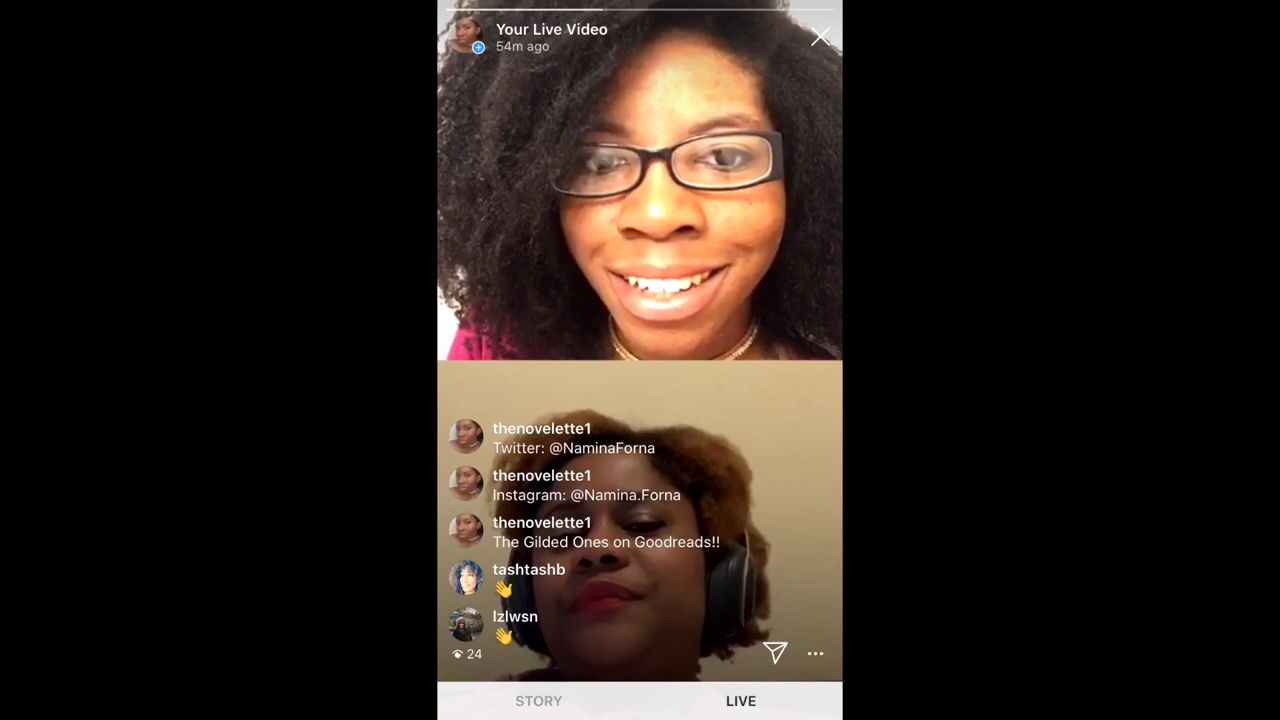 Your Live Video
54m ago
thenovelette1
Twitter: @NaminaForna
thenovelette1
Instagram: @Namina.Forna
thenovelette1
The Gilded Ones on Goodreads!!
tashtashb
👋
lzlwsn
👋
24
STORY LIVE